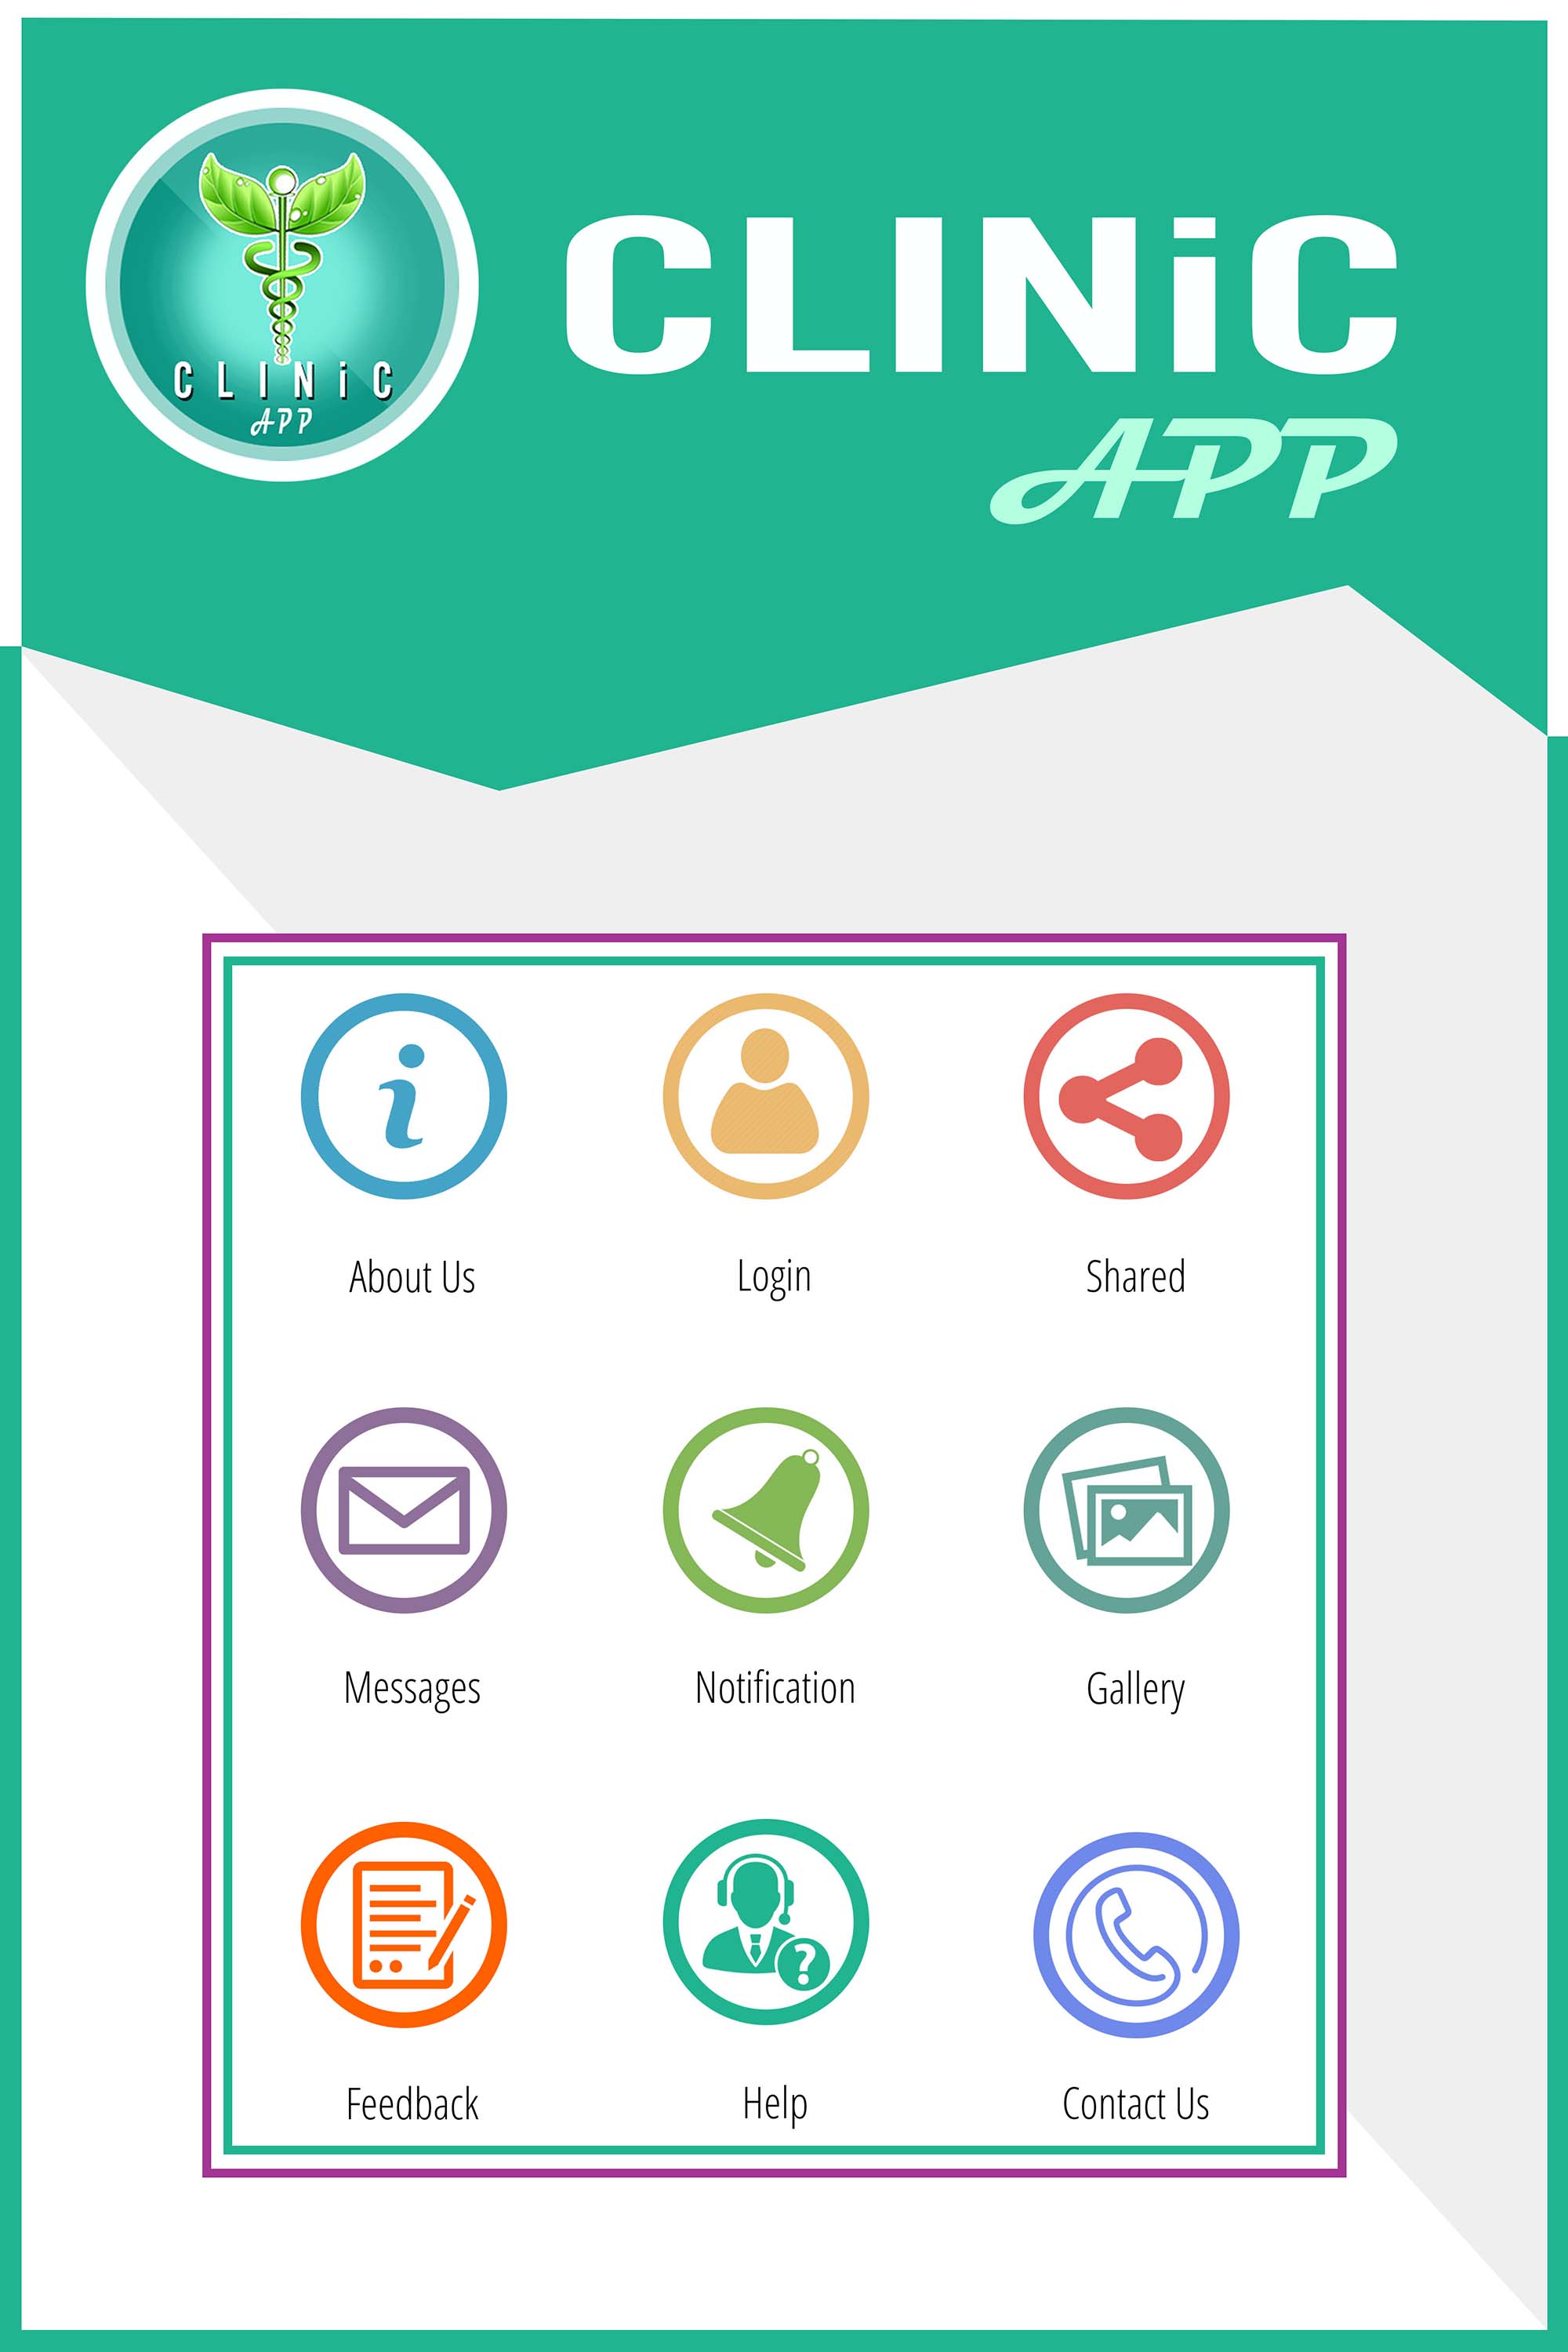 CLINiC
APP
CLINiC
APP
About Us
Login
Shared
Messages
Notification
Gallery
Feedback
Help
Contact Us